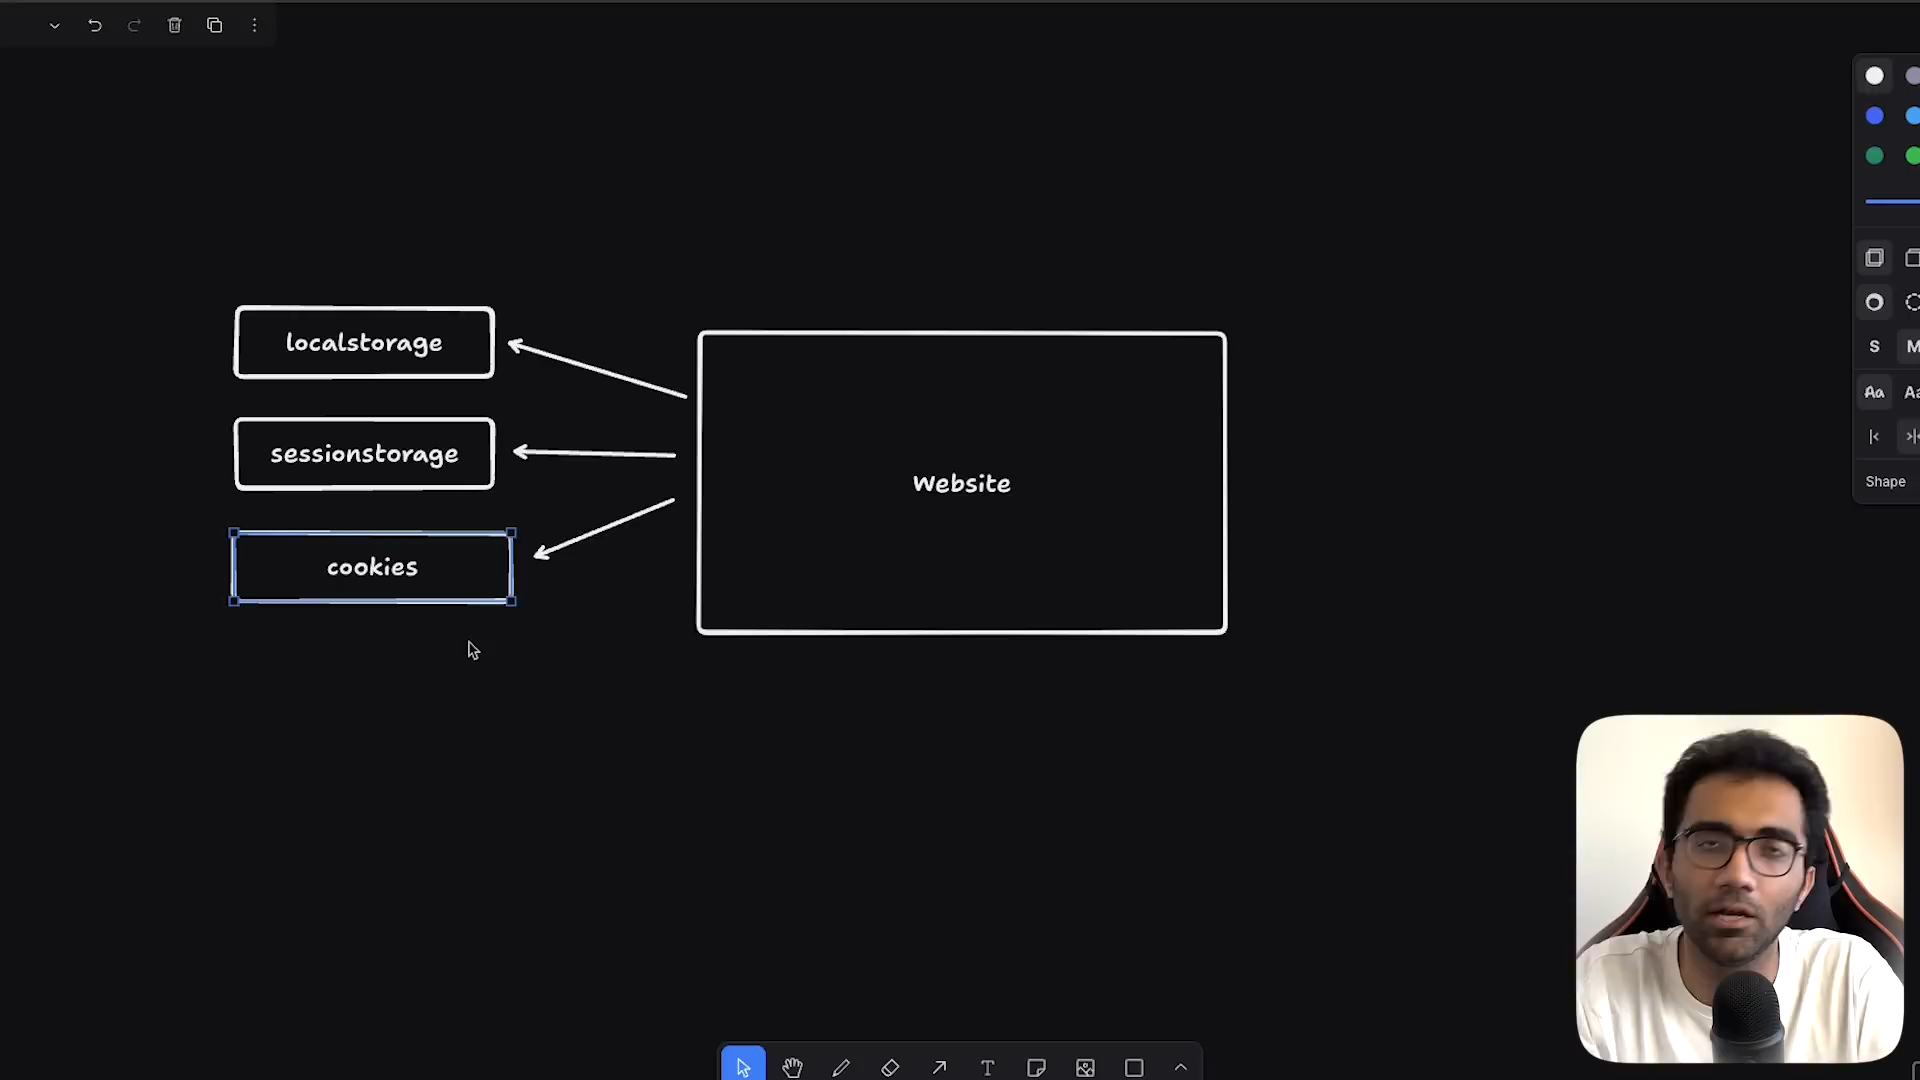 localstorage
sessionstorage
cookies
Website
S
M
Aa
Aa
Shape
T